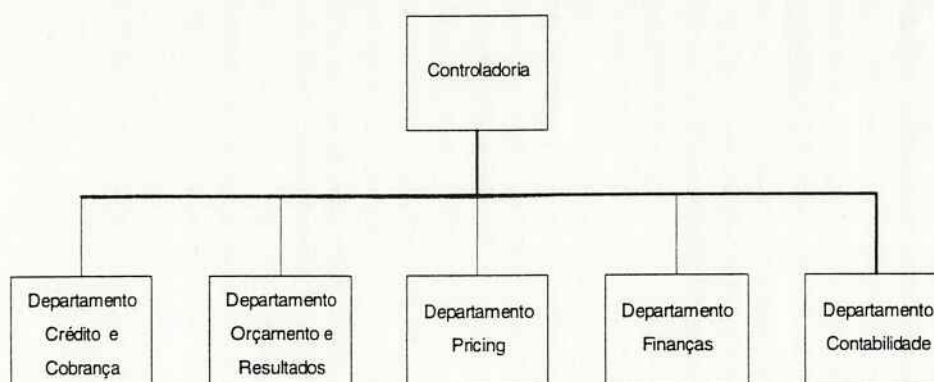 Controladoria
Departamento
Crédito e
Cobrança
Departamento
Orçamento e
Resultados
Departamento
Pricing
Departamento
Finanças
Departamento
Contabilidade